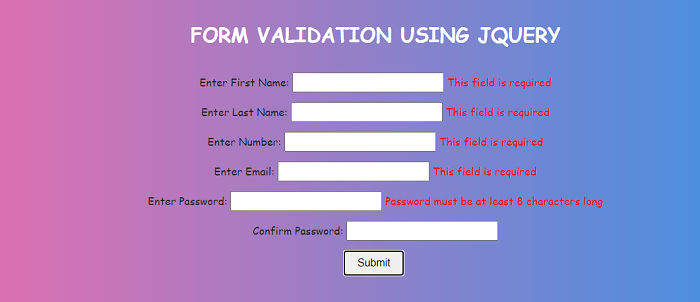 FORM VALIDATION USING JQUERY
Enter First Name: This field is required
Enter Last Name: This field is required
Enter Number: This field is required
Enter Email: This field is required
Enter Password: Password must be at least 8 characters long
Confirm Password:
Submit